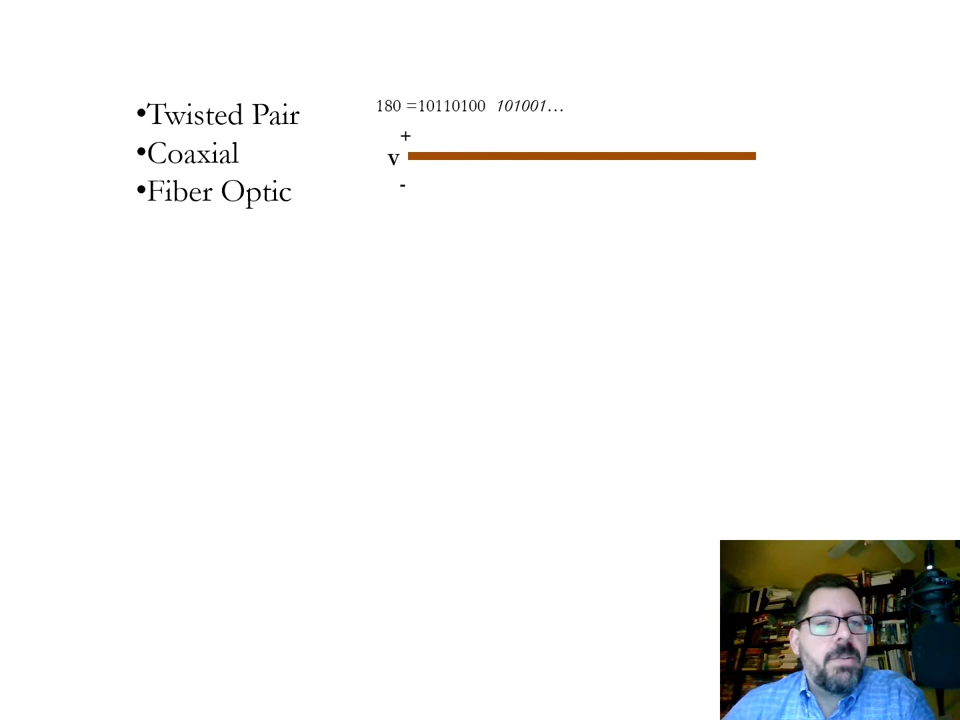 •Twisted Pair
•Coaxial
•Fiber Optic
180 =10110100 101001…
+
V
-